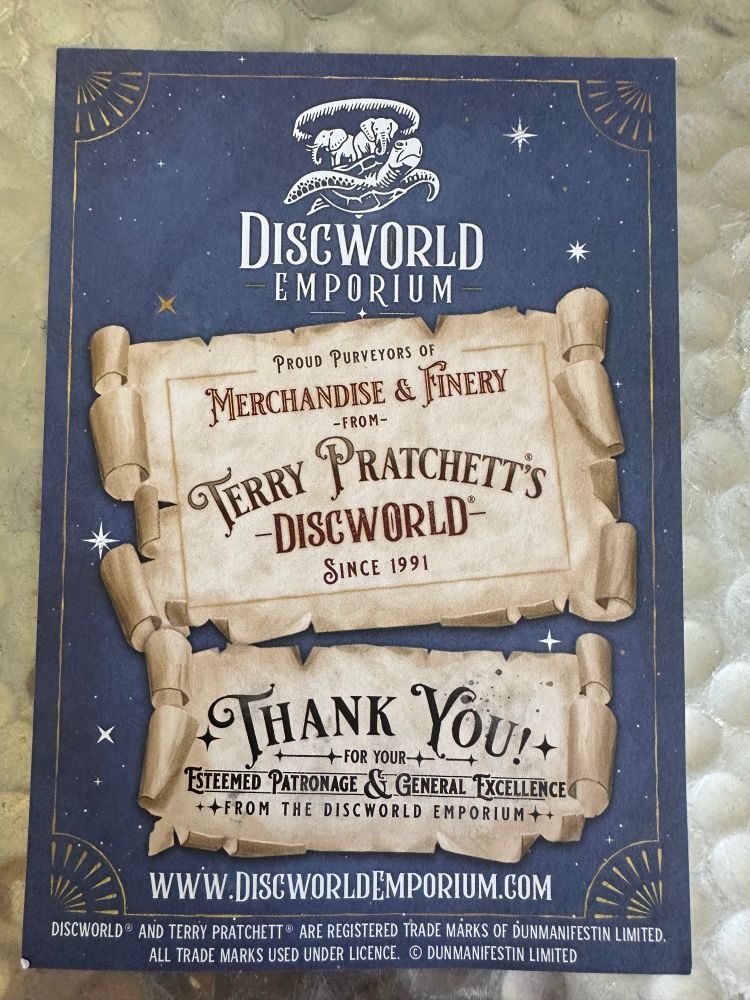 DISCWORLD
EMPORIUM
PROUD PURVEYORS OF
MERCHANDISE & FINERY
-FROM-
TERRY PRATCHETT'S®
-DISCWORLD®-
SINCE 1991
THANK YOU!
FOR YOUR
ESTEEMED PATRONAGE & GENERAL EXCELLENCE
FROM THE DISCWORLD EMPORIUM
WWW.DISCWORLDEMPORIUM.COM
DISCWORLD® AND TERRY PRATCHETT® ARE REGISTERED TRADE MARKS OF DUNMANIFESTIN LIMITED.
ALL TRADE MARKS USED UNDER LICENCE. © DUNMANIFESTIN LIMITED